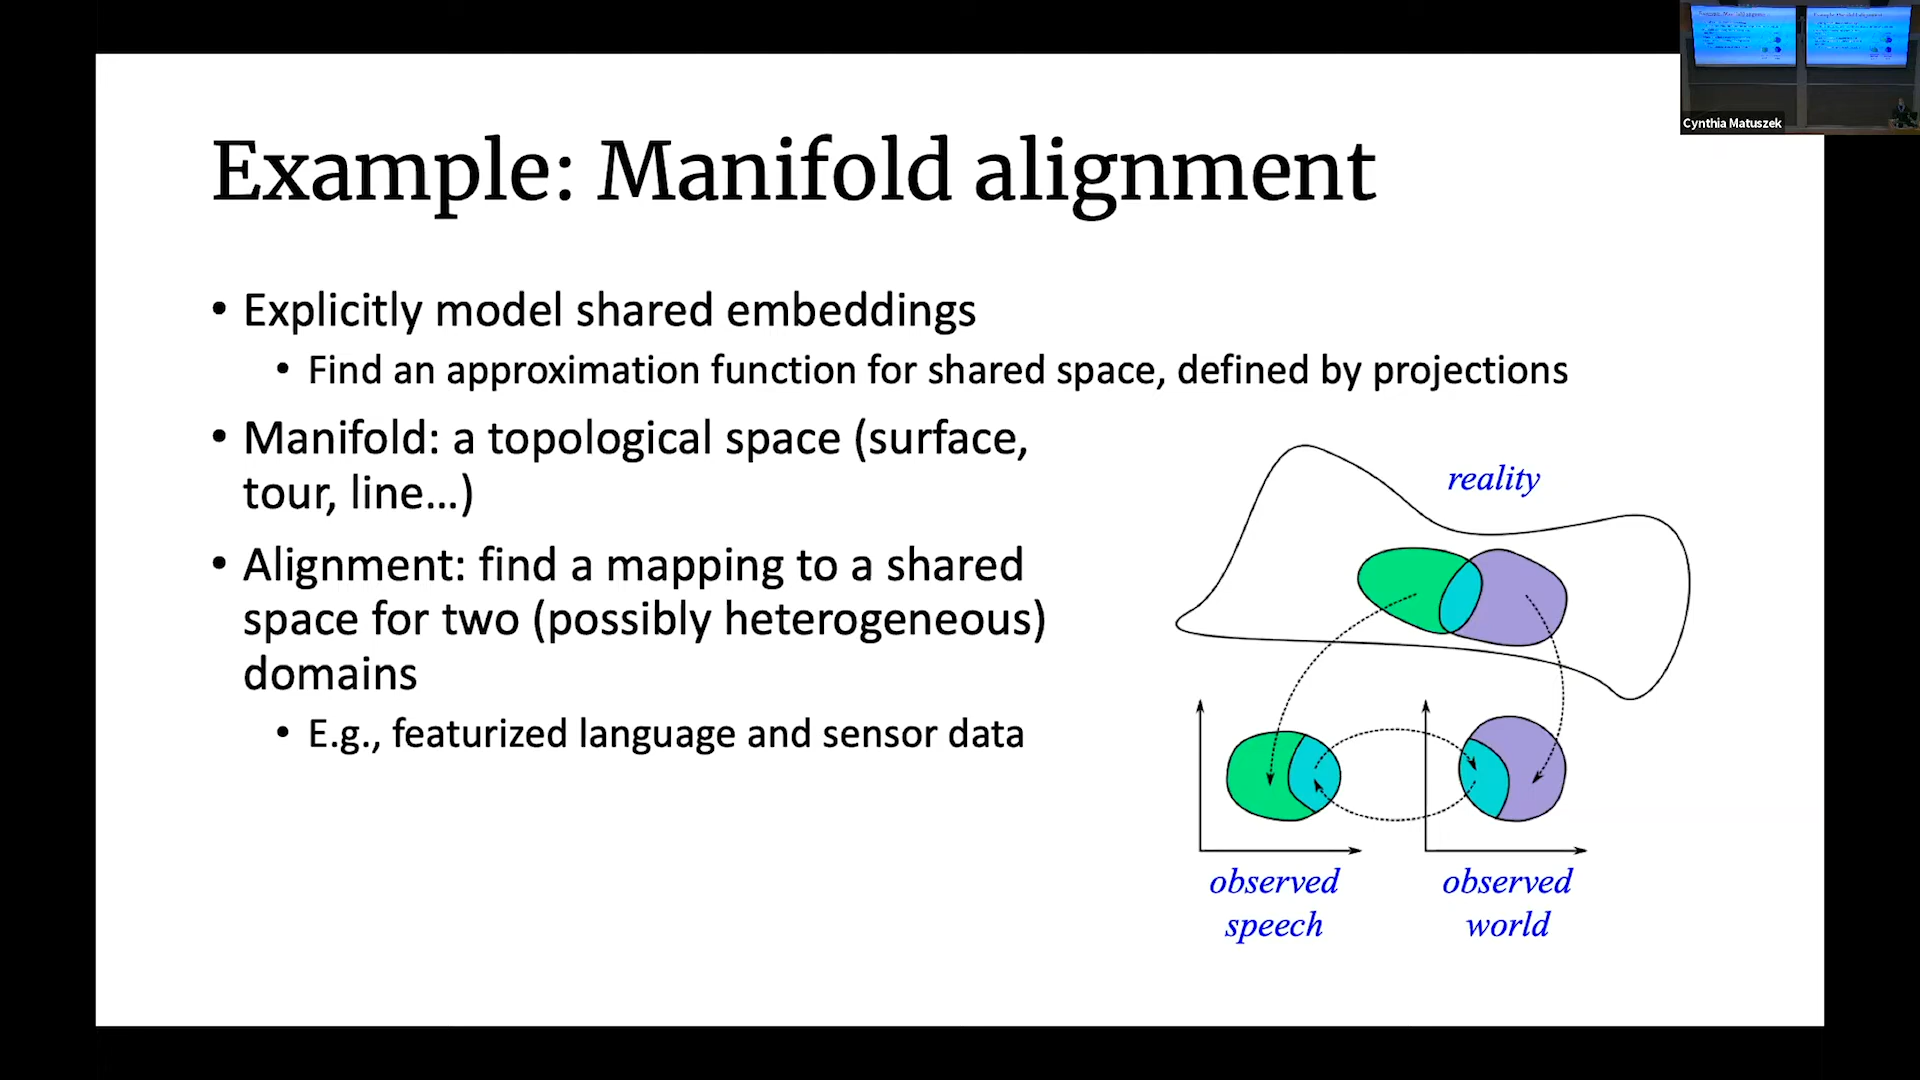 Cynthia Matuszek
Example: Manifold alignment
• Explicitly model shared embeddings
• Find an approximation function for shared space, defined by projections
• Manifold: a topological space (surface,
tour, line...)
• Alignment: find a mapping to a shared
space for two (possibly heterogeneous)
domains
• E.g., featurized language and sensor data
reality
observed
speech
observed
world